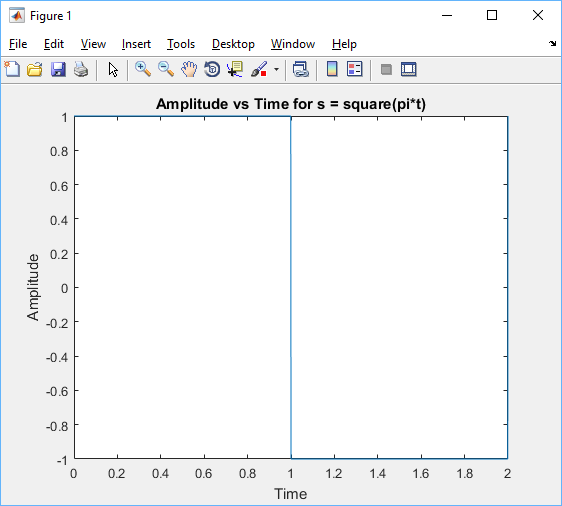 Figure 1
File Edit View Insert Tools Desktop Window Help
Amplitude vs Time for s = square(pi*t)
1
0.8
0.6
0.4
0.2
0
-0.2
-0.4
-0.6
-0.8
-1
Amplitude
0 0.2 0.4 0.6 0.8 1 1.2 1.4 1.6 1.8 2
Time